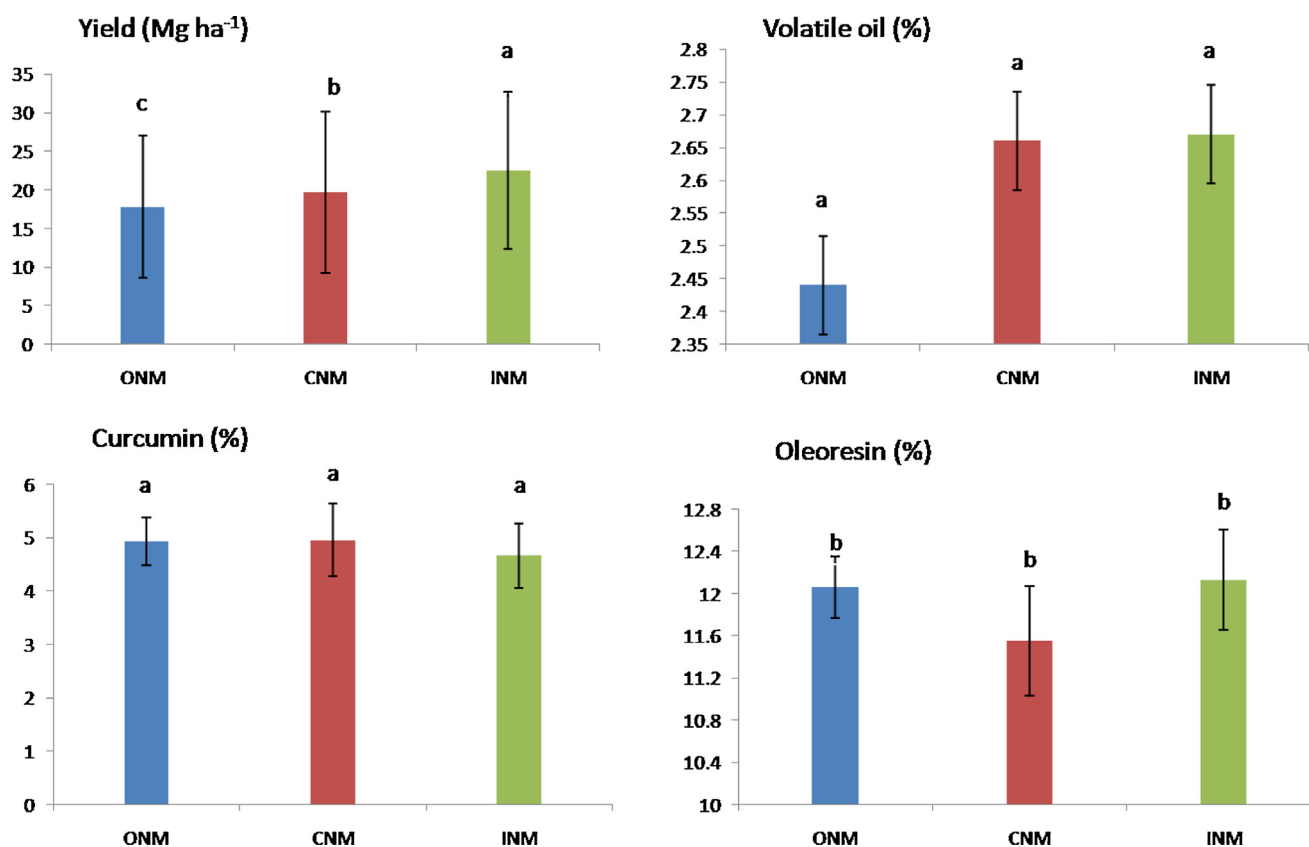 Yield (Mg ha⁻¹)
35
30
25
20
15
10
5
0
c
b
a
ONM
CNM
INM
Volatile oil (%)
2.8
2.75
2.7
2.65
2.6
2.55
2.5
2.45
2.4
2.35
a
a
a
ONM
CNM
INM
Curcumin (%)
6
5
4
3
2
1
0
a
a
a
ONM
CNM
INM
Oleoresin (%)
12.8
12.4
12
11.6
11.2
10.8
10.4
10
b
b
b
ONM
CNM
INM